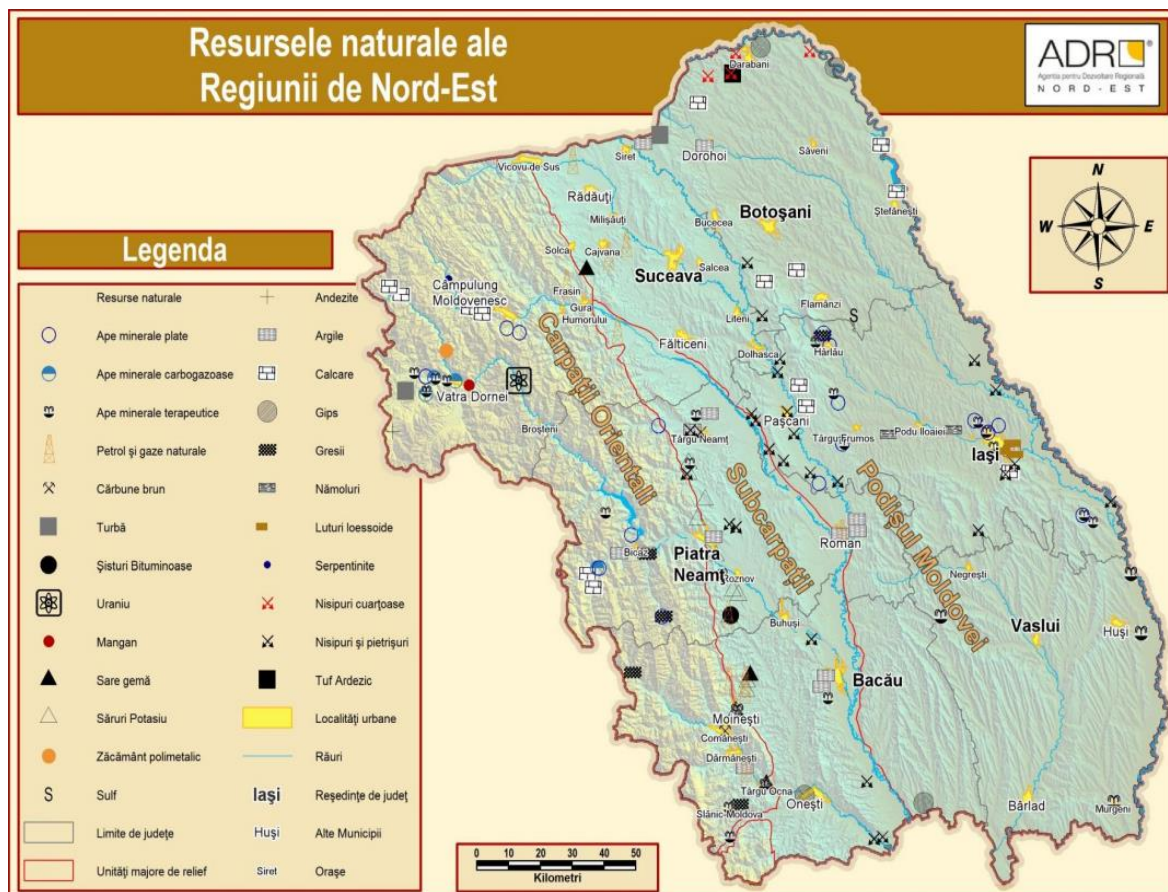 Resursele naturale ale
Regiunii de Nord-Est
ADR
Agenția pentru Dezvoltare Regională
NORD-EST
N
W
E
S
Legenda
Resurse naturale
Ape minerale plate
Ape minerale carbogazoase
Ape minerale terapeutice
Petrol și gaze naturale
Cărbune brun
Turbă
Șisturi Bituminoase
Uraniu
Mangan
Sare gemă
Săruri Potasiu
Zăcământ polimetalic
S
Sulf
Limite de județe
Unități majore de relief
Andezite
Argile
Calcare
Gips
Gresii
Nămoluri
Luturi loessoide
Serpentinite
Nisipuri cuarțoase
Nisipuri și pietrișuri
Tuf Ardezic
Localități urbane
Râuri
Iași
Reședințe de județ
Huși
Alte Municipii
Siret
Orașe
Darabani
Vicovu de Sus
Siret
Dorohoi
Săveni
Rădăuți
Milișăuți
Bucecea
Botoșani
Ștefănești
Solca
Cajvana
Suceava
Salcea
Câmpulung
Moldovenesc
Frasin
Gura
Humorului
Liteni
Flamânzi
S
Fălticeni
Dolhasca
Hârlău
Vatra Dornei
Broșteni
Carpații Orientali
Târgu Neamț
Pașcani
Târgu Frumos
Podu Iloaiei
Iași
Subcarpații
Podișul Moldovei
Bicaz
Piatra
Neamț
Roman
Roznov
Negrești
Buhuși
Vaslui
Huși
Bacău
Moinești
Comănești
Dărmănești
Târgu Ocna
Slănic-Moldova
Onești
Bârlad
Murgeni
0 10 20 30 40 50
Kilometri